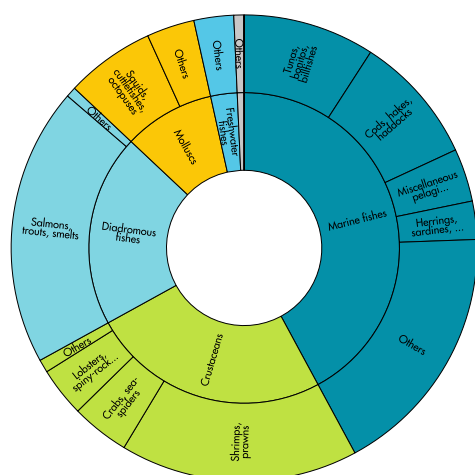 Tunas,
bonitos,
billfishes
Cods, hakes,
haddocks
Miscellaneous
pelagi...
Herrings,
sardines, ...
Others
Marine fishes
Shrimps,
prawns
Crabs, sea-
spiders
Lobsters,
spiny-rock...
Others
Crustaceans
Salmons,
trouts, smelts
Others
Diadromous
fishes
Squids,
cuttlefishes,
octopuses
Others
Molluscs
Others
Freshwater
fishes
Others